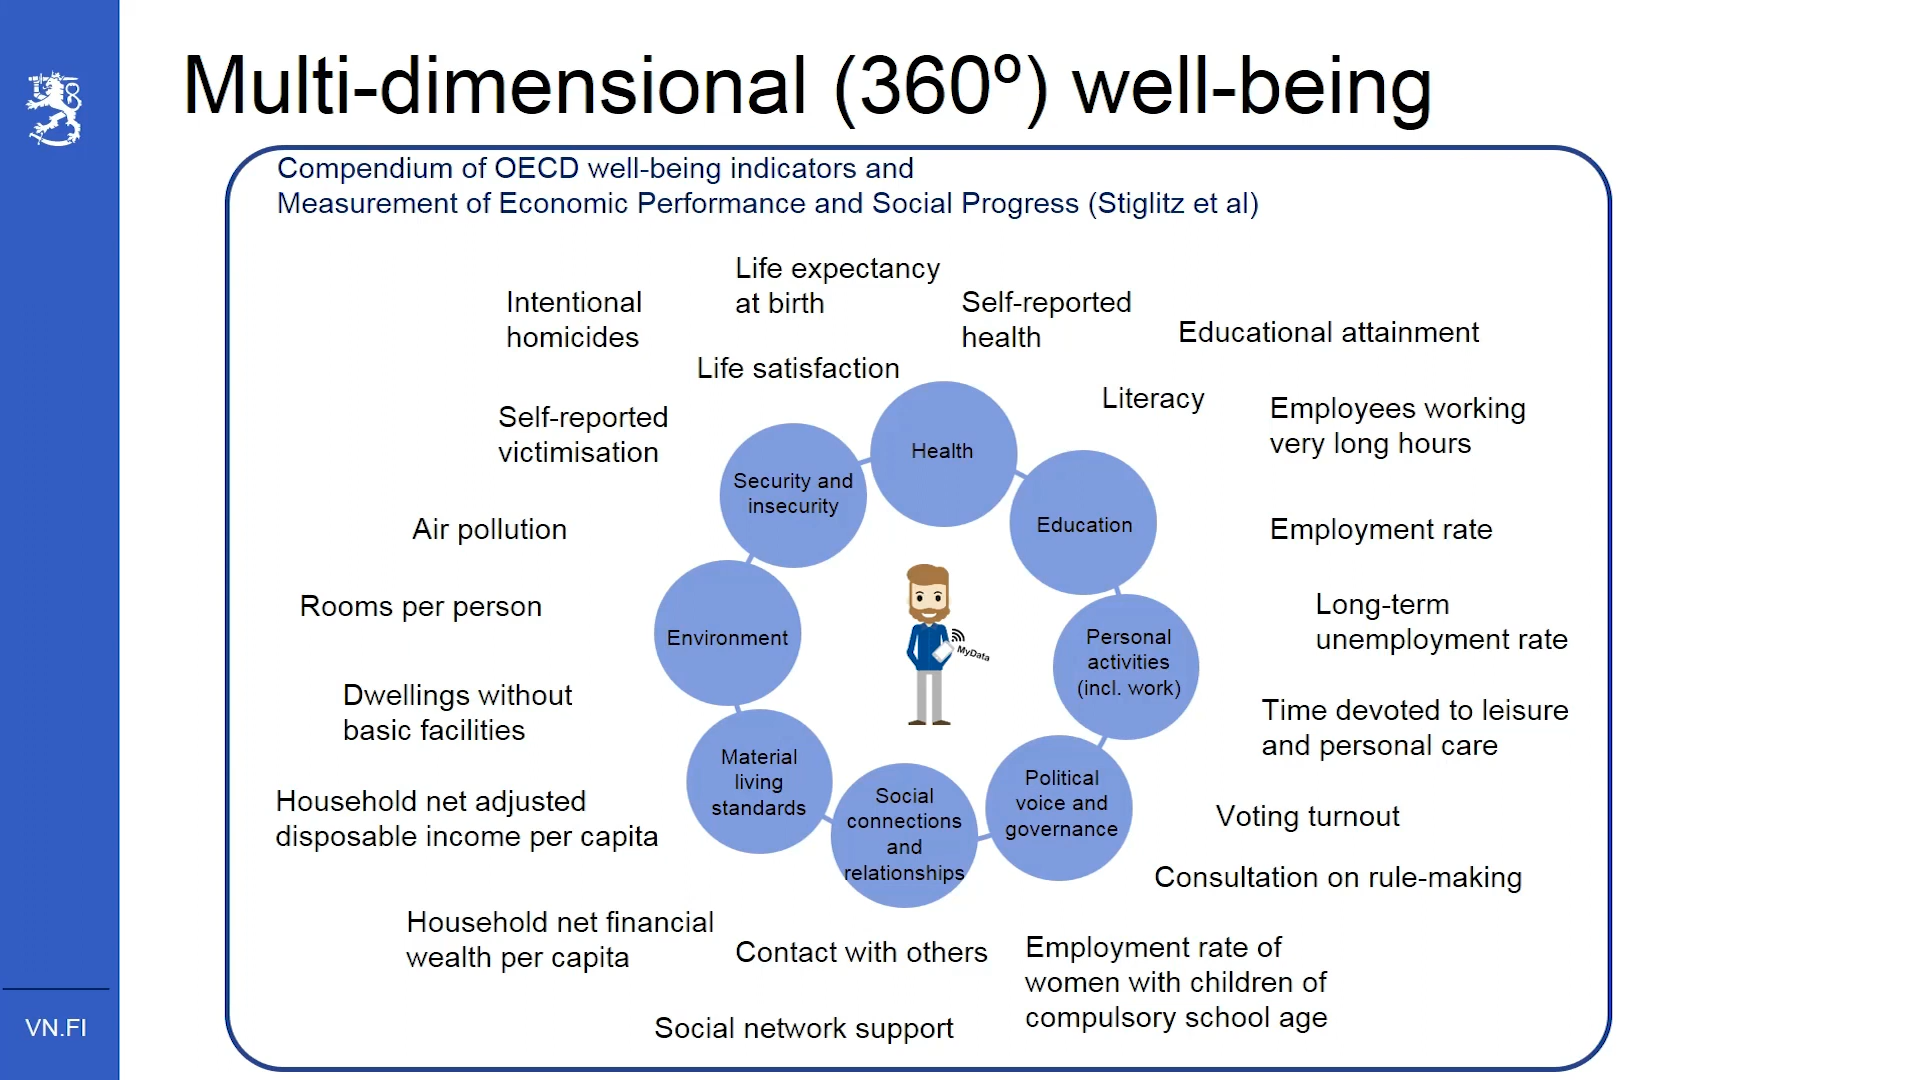 Multi-dimensional (360º) well-being
Compendium of OECD well-being indicators and
Measurement of Economic Performance and Social Progress (Stiglitz et al)
Life expectancy
at birth
Intentional
homicides
Self-reported
health
Educational attainment
Life satisfaction
Literacy
Employees working
very long hours
Self-reported
victimisation
Health
Security and
insecurity
Education
Air pollution
Employment rate
Rooms per person
Long-term
unemployment rate
Environment
MyData
Personal
activities
(incl. work)
Dwellings without
basic facilities
Time devoted to leisure
and personal care
Material
living
standards
Political
voice and
governance
Social
connections
and
relationships
Household net adjusted
disposable income per capita
Voting turnout
Consultation on rule-making
Household net financial
wealth per capita
Contact with others
Employment rate of
women with children of
compulsory school age
Social network support
VN.FI